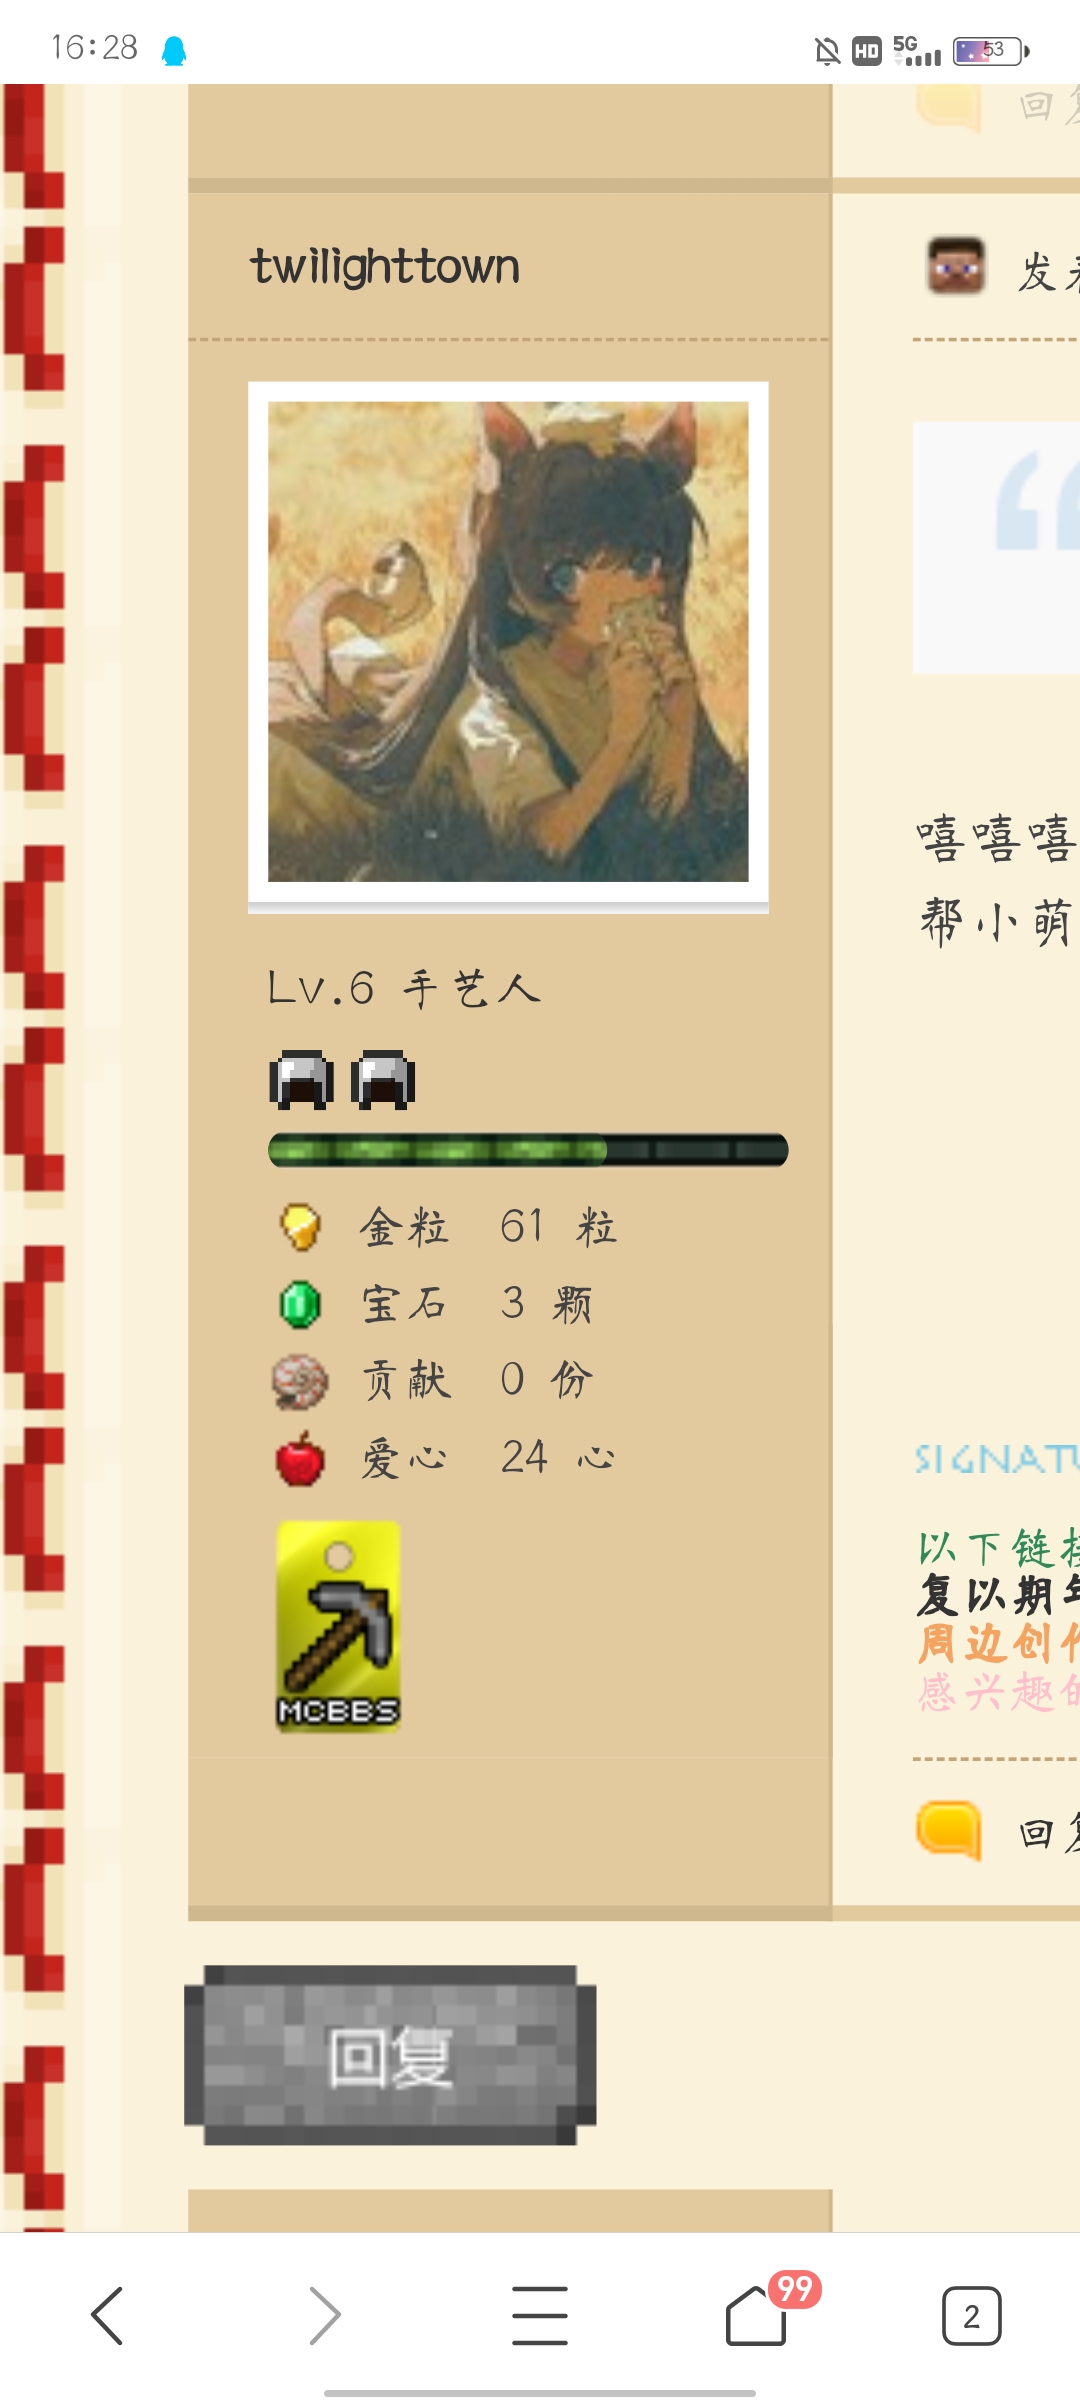 16:28
HD 5G 53
回复
twilighttown
发表
嘻嘻嘻
帮小萌
Lv.6 手艺人
金粒 61 粒
宝石 3 颗
贡献 0 份
爱心 24 心
MCBBS
SIGNATU
以下链接
复以期年
周边创作
感兴趣的
回复
回复
99
2